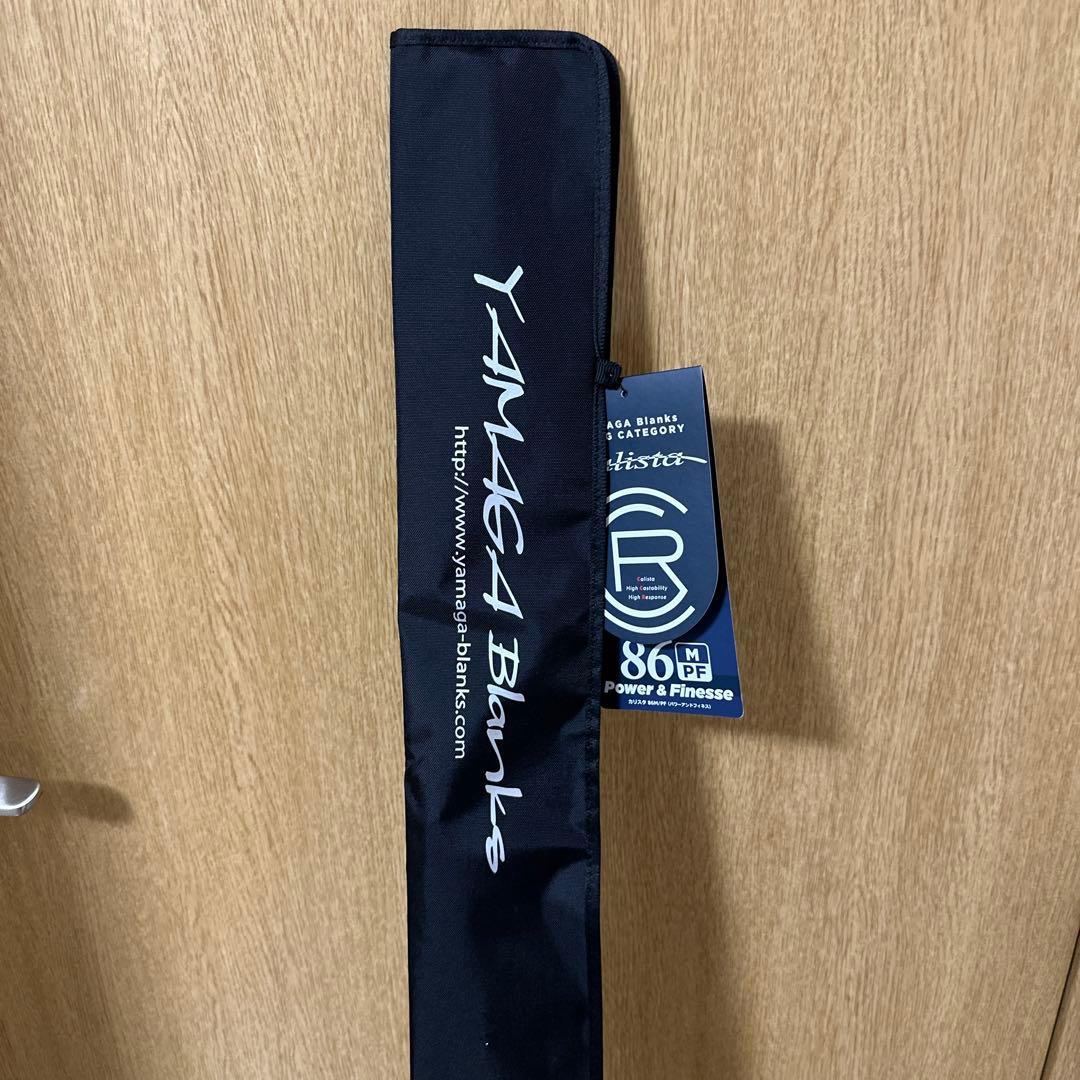 YAMAGA Blanks
http://www.yamaga-blanks.com
AGA Blanks
G CATEGORY
alista
CR
Calista
High Castability
High Response
86 M PF
Power & Finesse
カリスタ 86M/PF (パワーアンドフィネス)